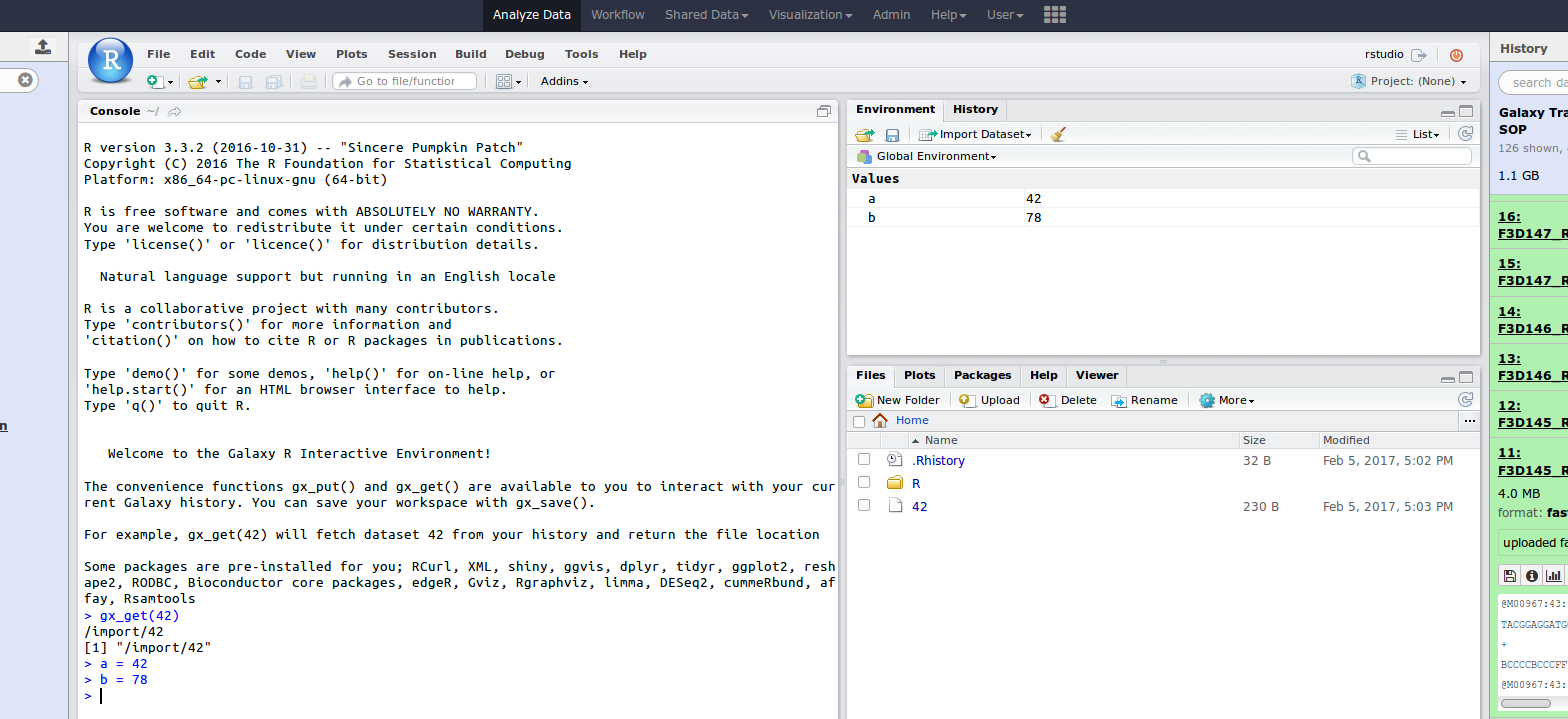 Analyze Data Workflow Shared Data Visualization Admin Help User
R
File Edit Code View Plots Session Build Debug Tools Help
rstudio
Go to file/function
Addins
Project: (None)
Console ~/
R version 3.3.2 (2016-10-31) -- "Sincere Pumpkin Patch"
Copyright (C) 2016 The R Foundation for Statistical Computing
Platform: x86_64-pc-linux-gnu (64-bit)
R is free software and comes with ABSOLUTELY NO WARRANTY.
You are welcome to redistribute it under certain conditions.
Type 'license()' or 'licence()' for distribution details.
Natural language support but running in an English locale
R is a collaborative project with many contributors.
Type 'contributors()' for more information and
'citation()' on how to cite R or R packages in publications.
Type 'demo()' for some demos, 'help()' for on-line help, or
'help.start()' for an HTML browser interface to help.
Type 'q()' to quit R.
Welcome to the Galaxy R Interactive Environment!
The convenience functions gx_put() and gx_get() are available to you to interact with your cur
rent Galaxy history. You can save your workspace with gx_save().
For example, gx_get(42) will fetch dataset 42 from your history and return the file location
Some packages are pre-installed for you; RCurl, XML, shiny, ggvis, dplyr, tidyr, ggplot2, resh
ape2, RODBC, Bioconductor core packages, edgeR, Gviz, Rgraphviz, limma, DESeq2, cummeRbund, af
fay, Rsamtools
> gx_get(42)
/import/42
[1] "/import/42"
> a = 42
> b = 78
>
Environment History
Import Dataset
List
Global Environment
Values
a 42
b 78
Files Plots Packages Help Viewer
New Folder Upload Delete Rename More
Home ...
Name Size Modified
.Rhistory 32 B Feb 5, 2017, 5:02 PM
R
42 230 B Feb 5, 2017, 5:03 PM
History
search da
Galaxy Tra
SOP
126 shown,
1.1 GB
16:
F3D147_R
15:
F3D147_R
14:
F3D146_R
13:
F3D146_R
12:
F3D145_R
11:
F3D145_R
4.0 MB
format: fas
uploaded fa
@M00967:43:
TACGGAGGATG
+
BCCCCBCCCFF
@M00967:43:
n